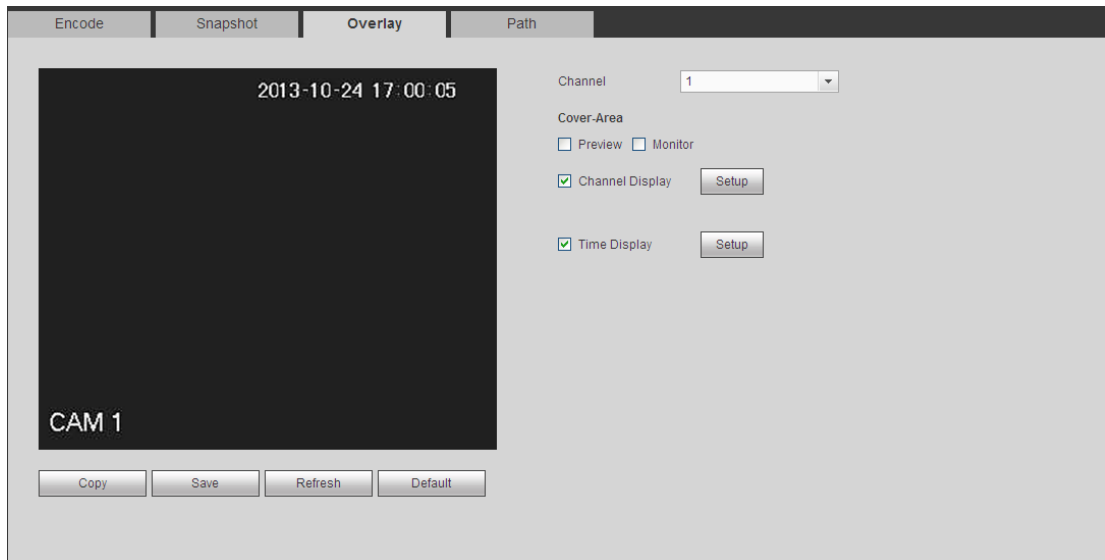 Encode Snapshot Overlay Path
2013-10-24 17:00:05
CAM 1
Copy Save Refresh Default
Channel 1
Cover-Area
Preview Monitor
Channel Display Setup
Time Display Setup